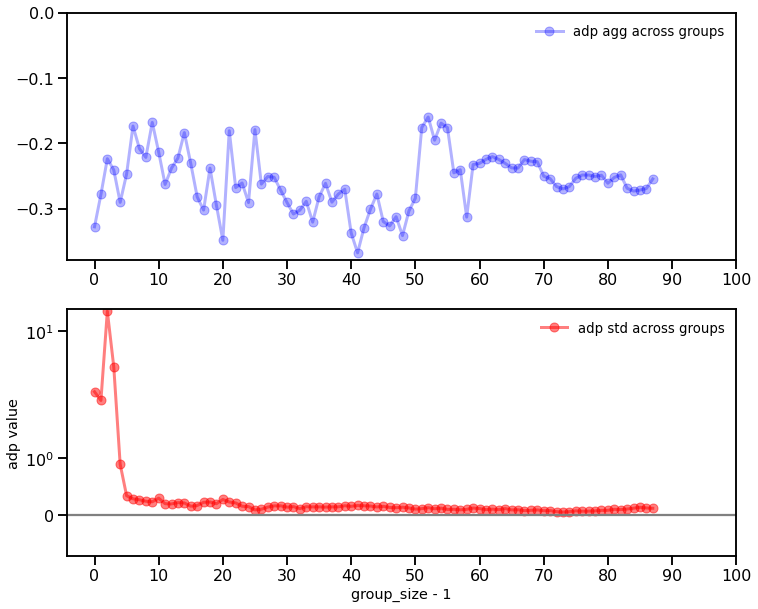 0.0
adp agg across groups
−0.1
−0.2
−0.3
0 10 20 30 40 50 60 70 80 90 100
adp std across groups
10¹
10⁰
0
adp value
0 10 20 30 40 50 60 70 80 90 100
group_size - 1